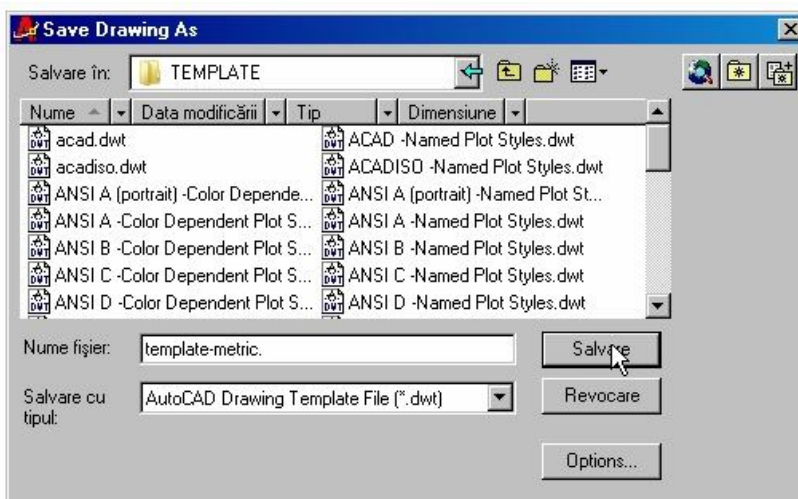 Save Drawing As
Salvare în: TEMPLATE
Nume Data modificării Tip Dimensiune
acad.dwt ACAD -Named Plot Styles.dwt
acadiso.dwt ACADISO -Named Plot Styles.dwt
ANSI A (portrait) -Color Depende... ANSI A (portrait) -Named Plot St...
ANSI A -Color Dependent Plot S... ANSI A -Named Plot Styles.dwt
ANSI B -Color Dependent Plot S... ANSI B -Named Plot Styles.dwt
ANSI C -Color Dependent Plot S... ANSI C -Named Plot Styles.dwt
ANSI D -Color Dependent Plot S... ANSI D -Named Plot Styles.dwt
Nume fişier: template-metric. Salvare
Salvare cu tipul: AutoCAD Drawing Template File (*.dwt) Revocare
Options...